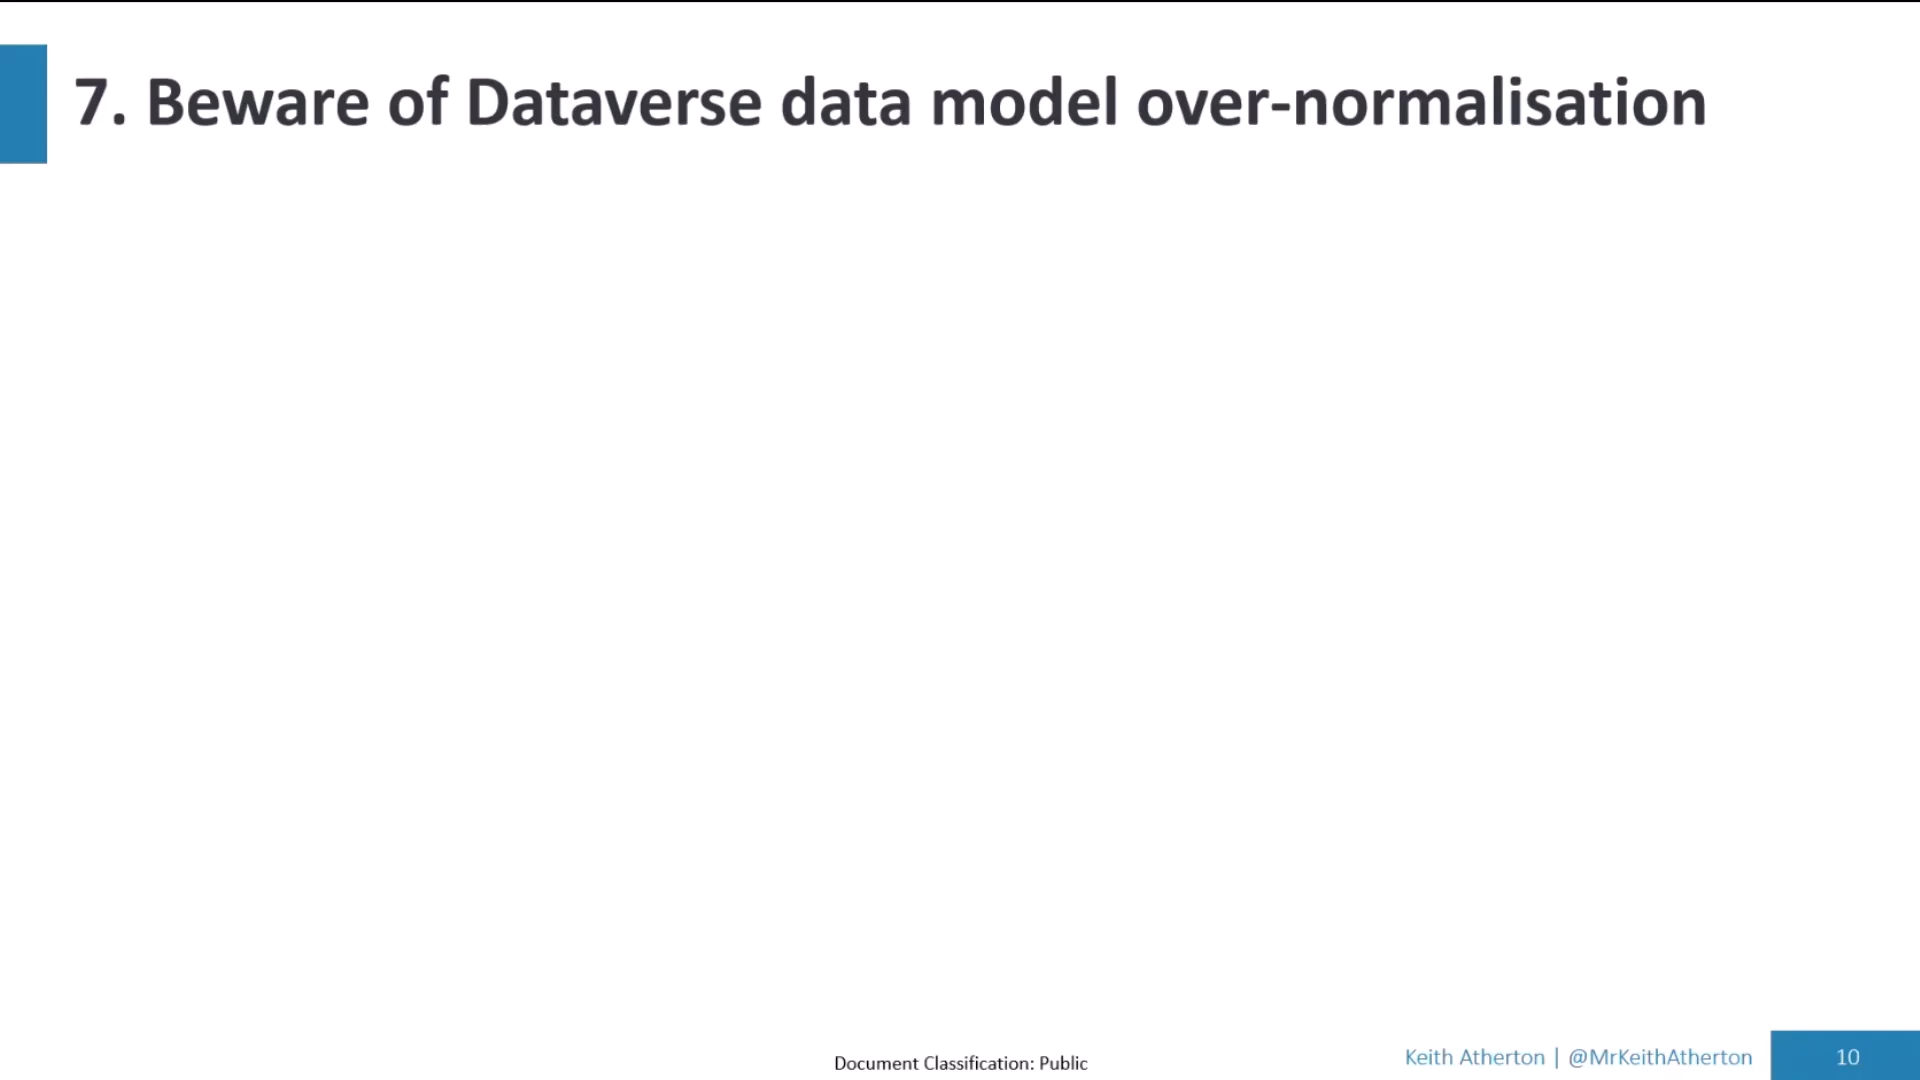 7. Beware of Dataverse data model over-normalisation
Document Classification: Public
Keith Atherton | @MrKeithAtherton
10